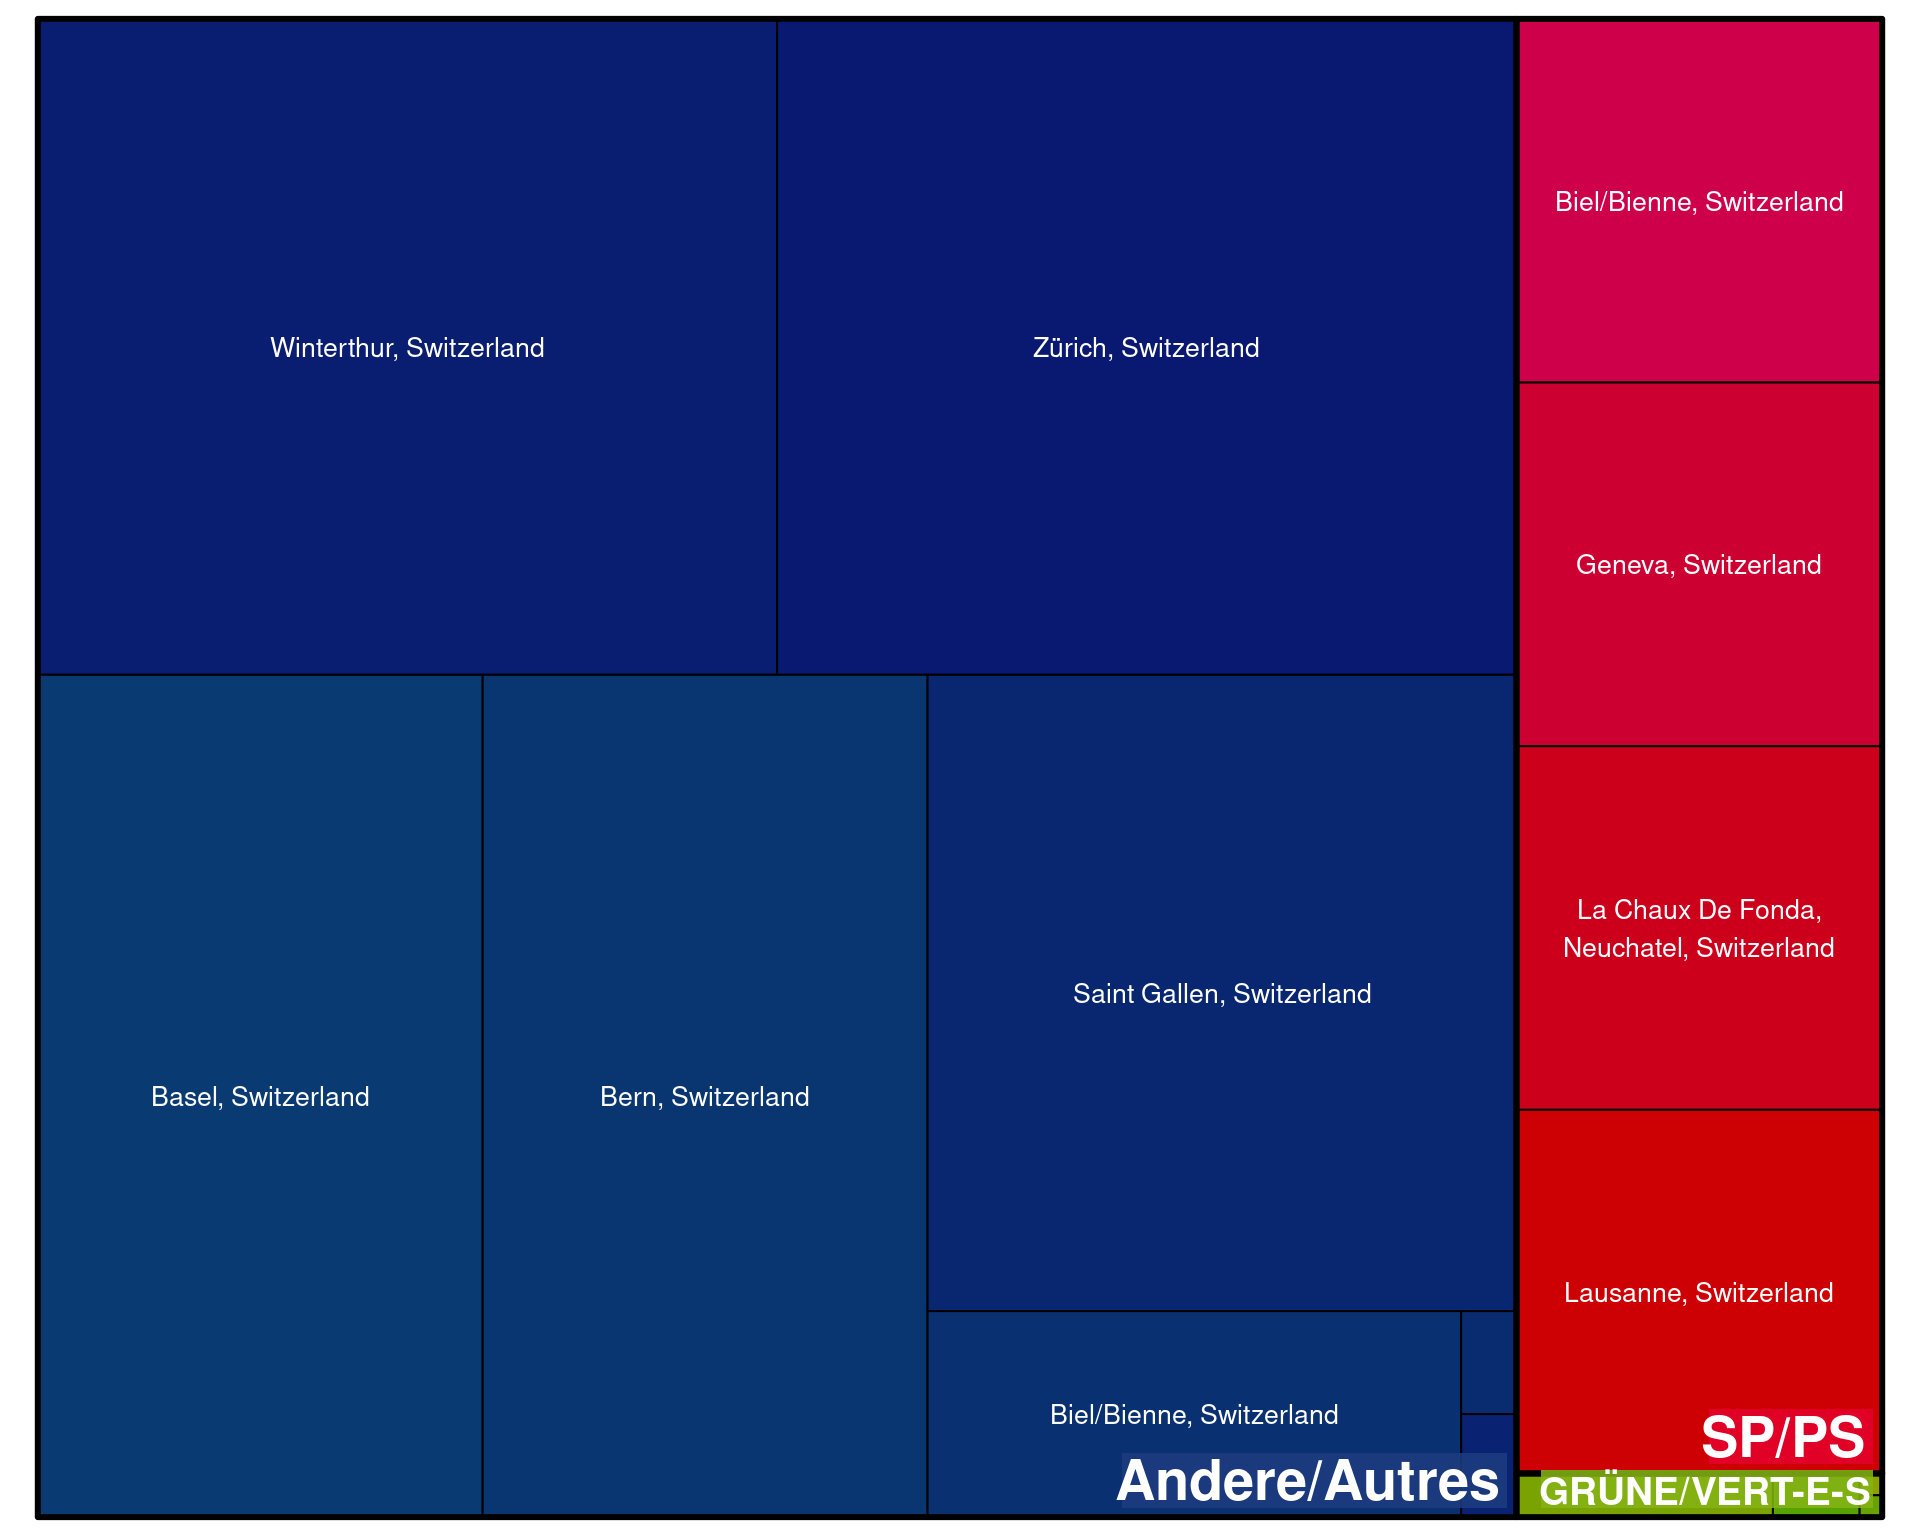 Winterthur, Switzerland
Zürich, Switzerland
Basel, Switzerland
Bern, Switzerland
Saint Gallen, Switzerland
Biel/Bienne, Switzerland
Andere/Autres
Biel/Bienne, Switzerland
Geneva, Switzerland
La Chaux De Fonda,
Neuchatel, Switzerland
Lausanne, Switzerland
SP/PS
GRÜNE/VERT-E-S